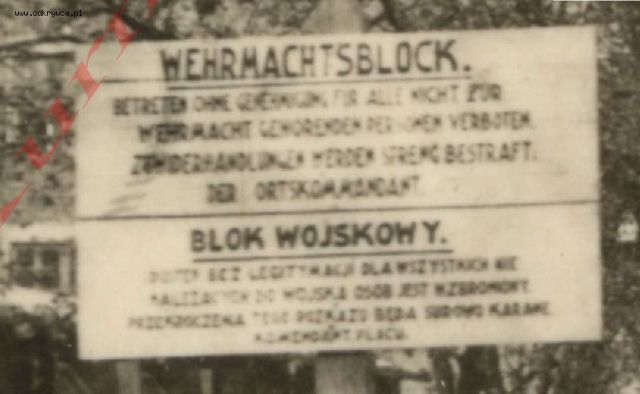 www.odkrywca.pl
WEHRMACHTSBLOCK.
BETRETEN OHNE GENEHMIGUNG FÜR ALLE NICHT ZUR
WEHRMACHT GEHÖRENDEN PERSONEN VERBOTEN.
ZUWIDERHANDLUNGEN WERDEN STRENG BESTRAFT.
DER ORTSKOMMANDANT.
BLOK WOJSKOWY.
BEZ LEGITYMACJI DLA WSZYSTKICH NIE
NALEŻĄCYCH DO WOJSKA OSÓB JEST WZBRONIONY.
PRZEKROCZENIA TEGO ROZKAZU BĘDĄ SUROWO KARANE.
KOMENDANT PLACU.